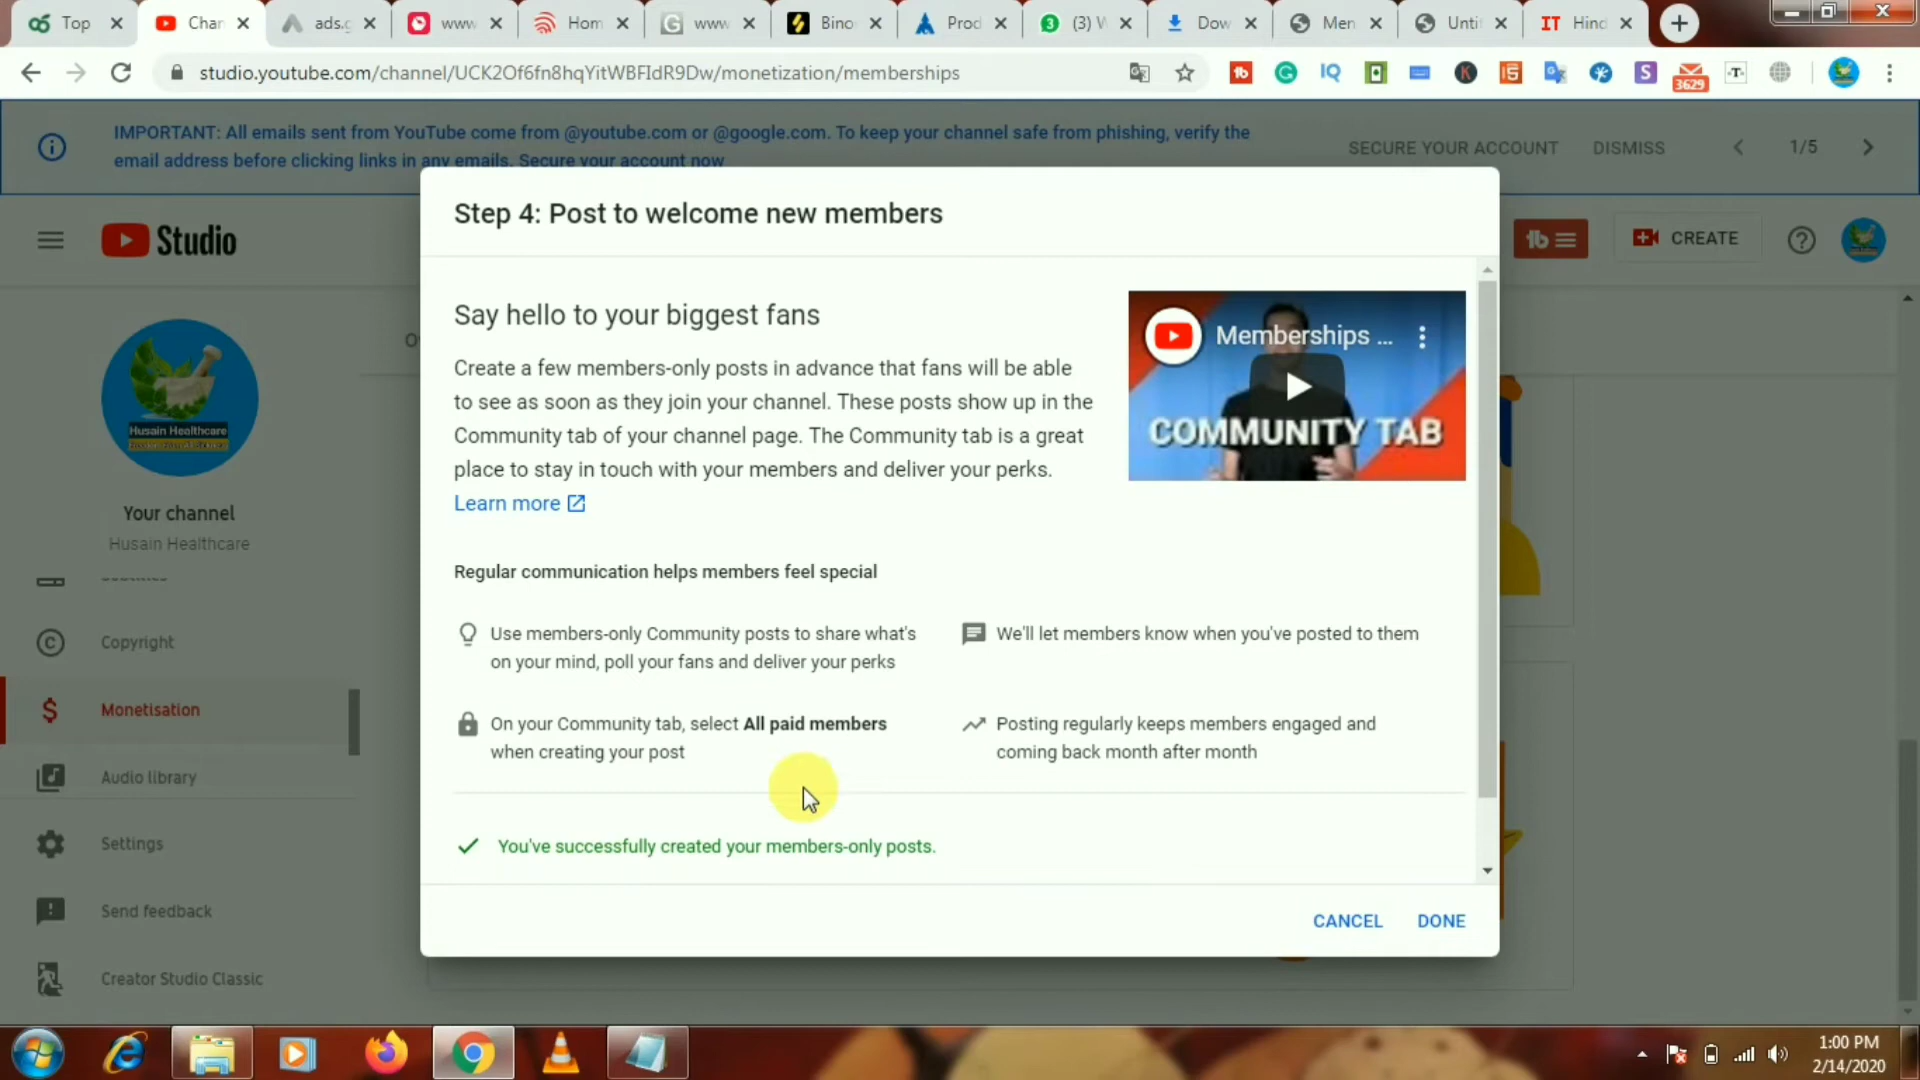 Top
Chan
ads.g
www
Hom
www
Bino
Prod
(3) W
Dow
Men
Unti
Hind
studio.youtube.com/channel/UCK2Of6fn8hqYitWBFIdR9Dw/monetization/memberships
3629
IMPORTANT: All emails sent from YouTube come from @youtube.com or @google.com. To keep your channel safe from phishing, verify the
email address before clicking links in any emails. Secure your account now
SECURE YOUR ACCOUNT
DISMISS
1/5
Studio
CREATE
Step 4: Post to welcome new members
Say hello to your biggest fans
Create a few members-only posts in advance that fans will be able
to see as soon as they join your channel. These posts show up in the
Community tab of your channel page. The Community tab is a great
place to stay in touch with your members and deliver your perks.
Learn more
Memberships ...
COMMUNITY TAB
Regular communication helps members feel special
Use members-only Community posts to share what's
on your mind, poll your fans and deliver your perks
We'll let members know when you've posted to them
On your Community tab, select All paid members
when creating your post
Posting regularly keeps members engaged and
coming back month after month
You've successfully created your members-only posts.
CANCEL
DONE
Husain Healthcare
Your channel
Husain Healthcare
Copyright
Monetisation
Audio library
Settings
Send feedback
Creator Studio Classic
1:00 PM
2/14/2020